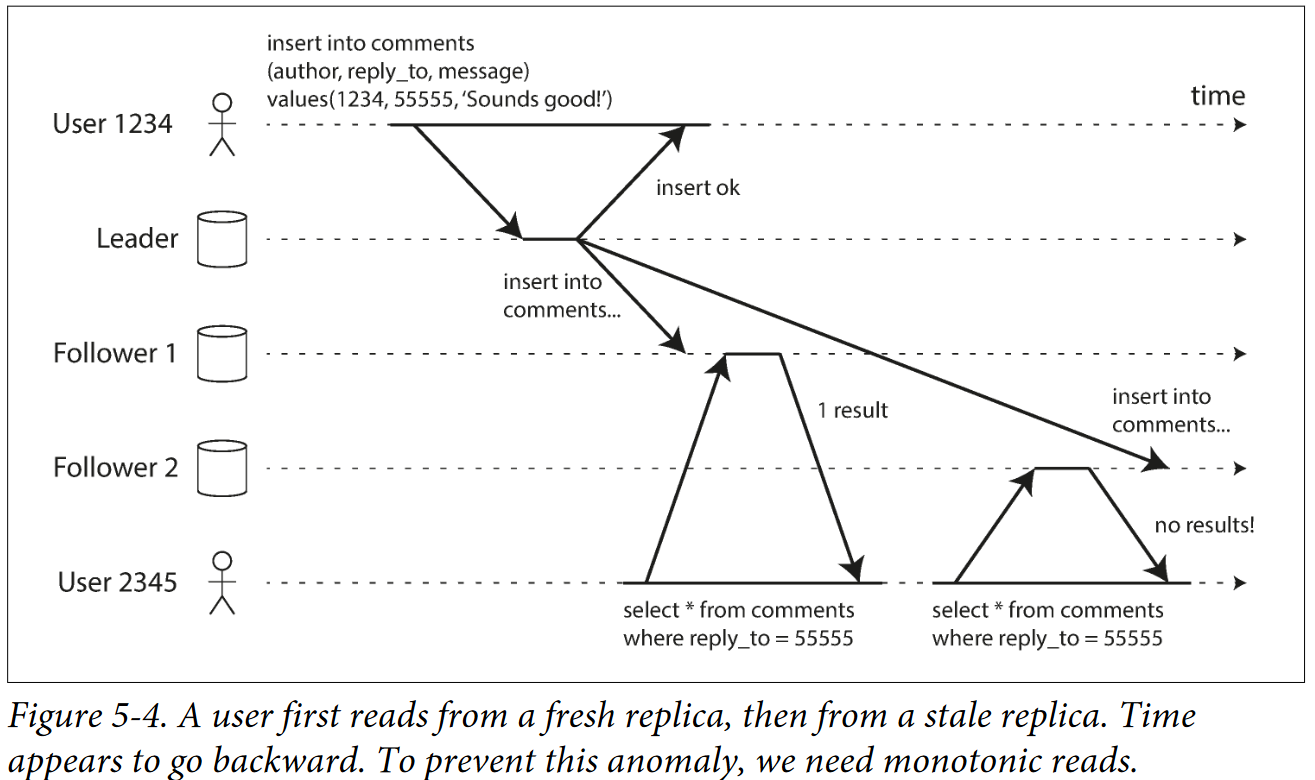 insert into comments
(author, reply_to, message)
values(1234, 55555, ‘Sounds good!’)
time
User 1234
insert ok
Leader
insert into
comments...
Follower 1
1 result
insert into
comments...
Follower 2
no results!
User 2345
select * from comments
where reply_to = 55555
select * from comments
where reply_to = 55555
Figure 5-4. A user first reads from a fresh replica, then from a stale replica. Time
appears to go backward. To prevent this anomaly, we need monotonic reads.